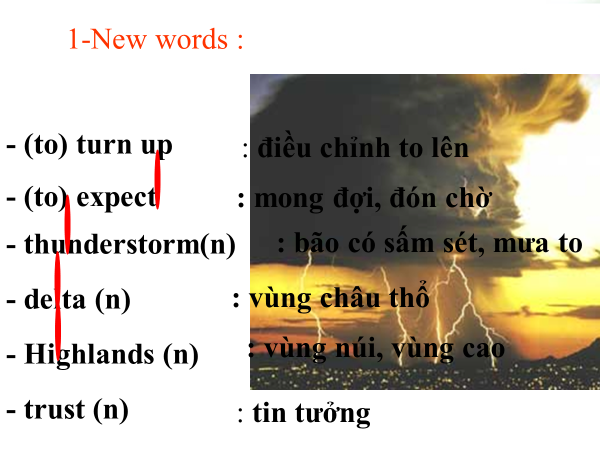 1-New words :
- (to) turn up : điều chỉnh to lên
- (to) expect : mong đợi, đón chờ
- thunderstorm(n) : bão có sấm sét, mưa to
- delta (n) : vùng châu thổ
- Highlands (n) : vùng núi, vùng cao
- trust (n) : tin tưởng